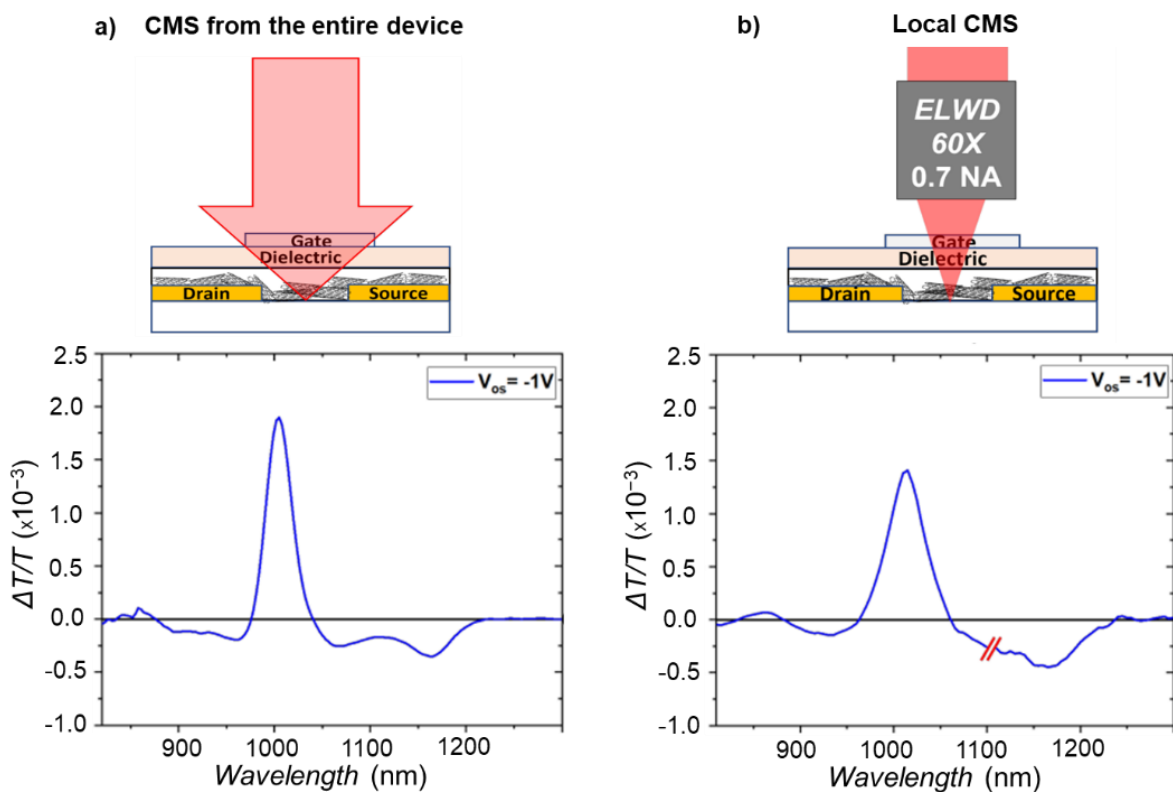 a) CMS from the entire device
Gate
Dielectric
Drain
Source
2.5
2.0
1.5
1.0
0.5
0.0
-0.5
-1.0
ΔT/T (x10⁻³)
V_os= -1V
900
1000
1100
1200
Wavelength (nm)
b) Local CMS
ELWD
60X
0.7 NA
Gate
Dielectric
Drain
Source
2.5
2.0
1.5
1.0
0.5
0.0
-0.5
-1.0
ΔT/T (x10⁻³)
V_os= -1V
900
1000
1100
1200
Wavelength (nm)